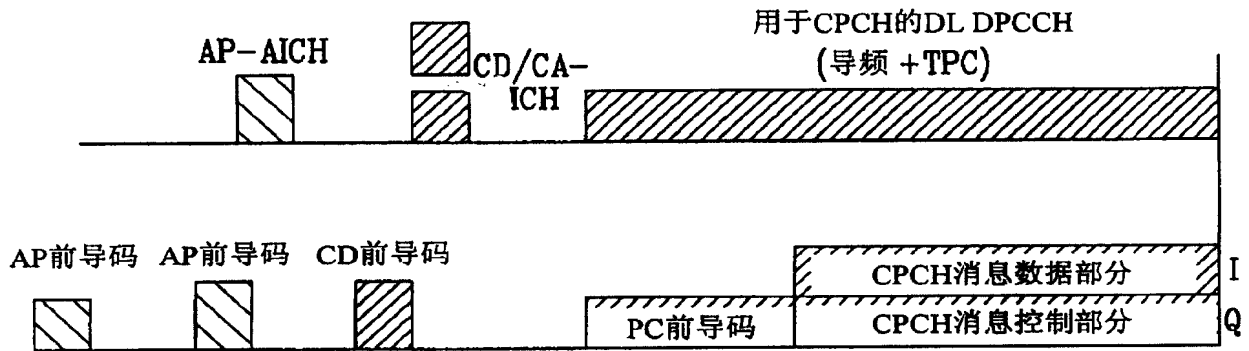 用于CPCH的DL DPCCH
(导频 +TPC)
AP-AICH
CD/CA-
ICH
AP前导码
AP前导码
CD前导码
CPCH消息数据部分
I
PC前导码
CPCH消息控制部分
Q